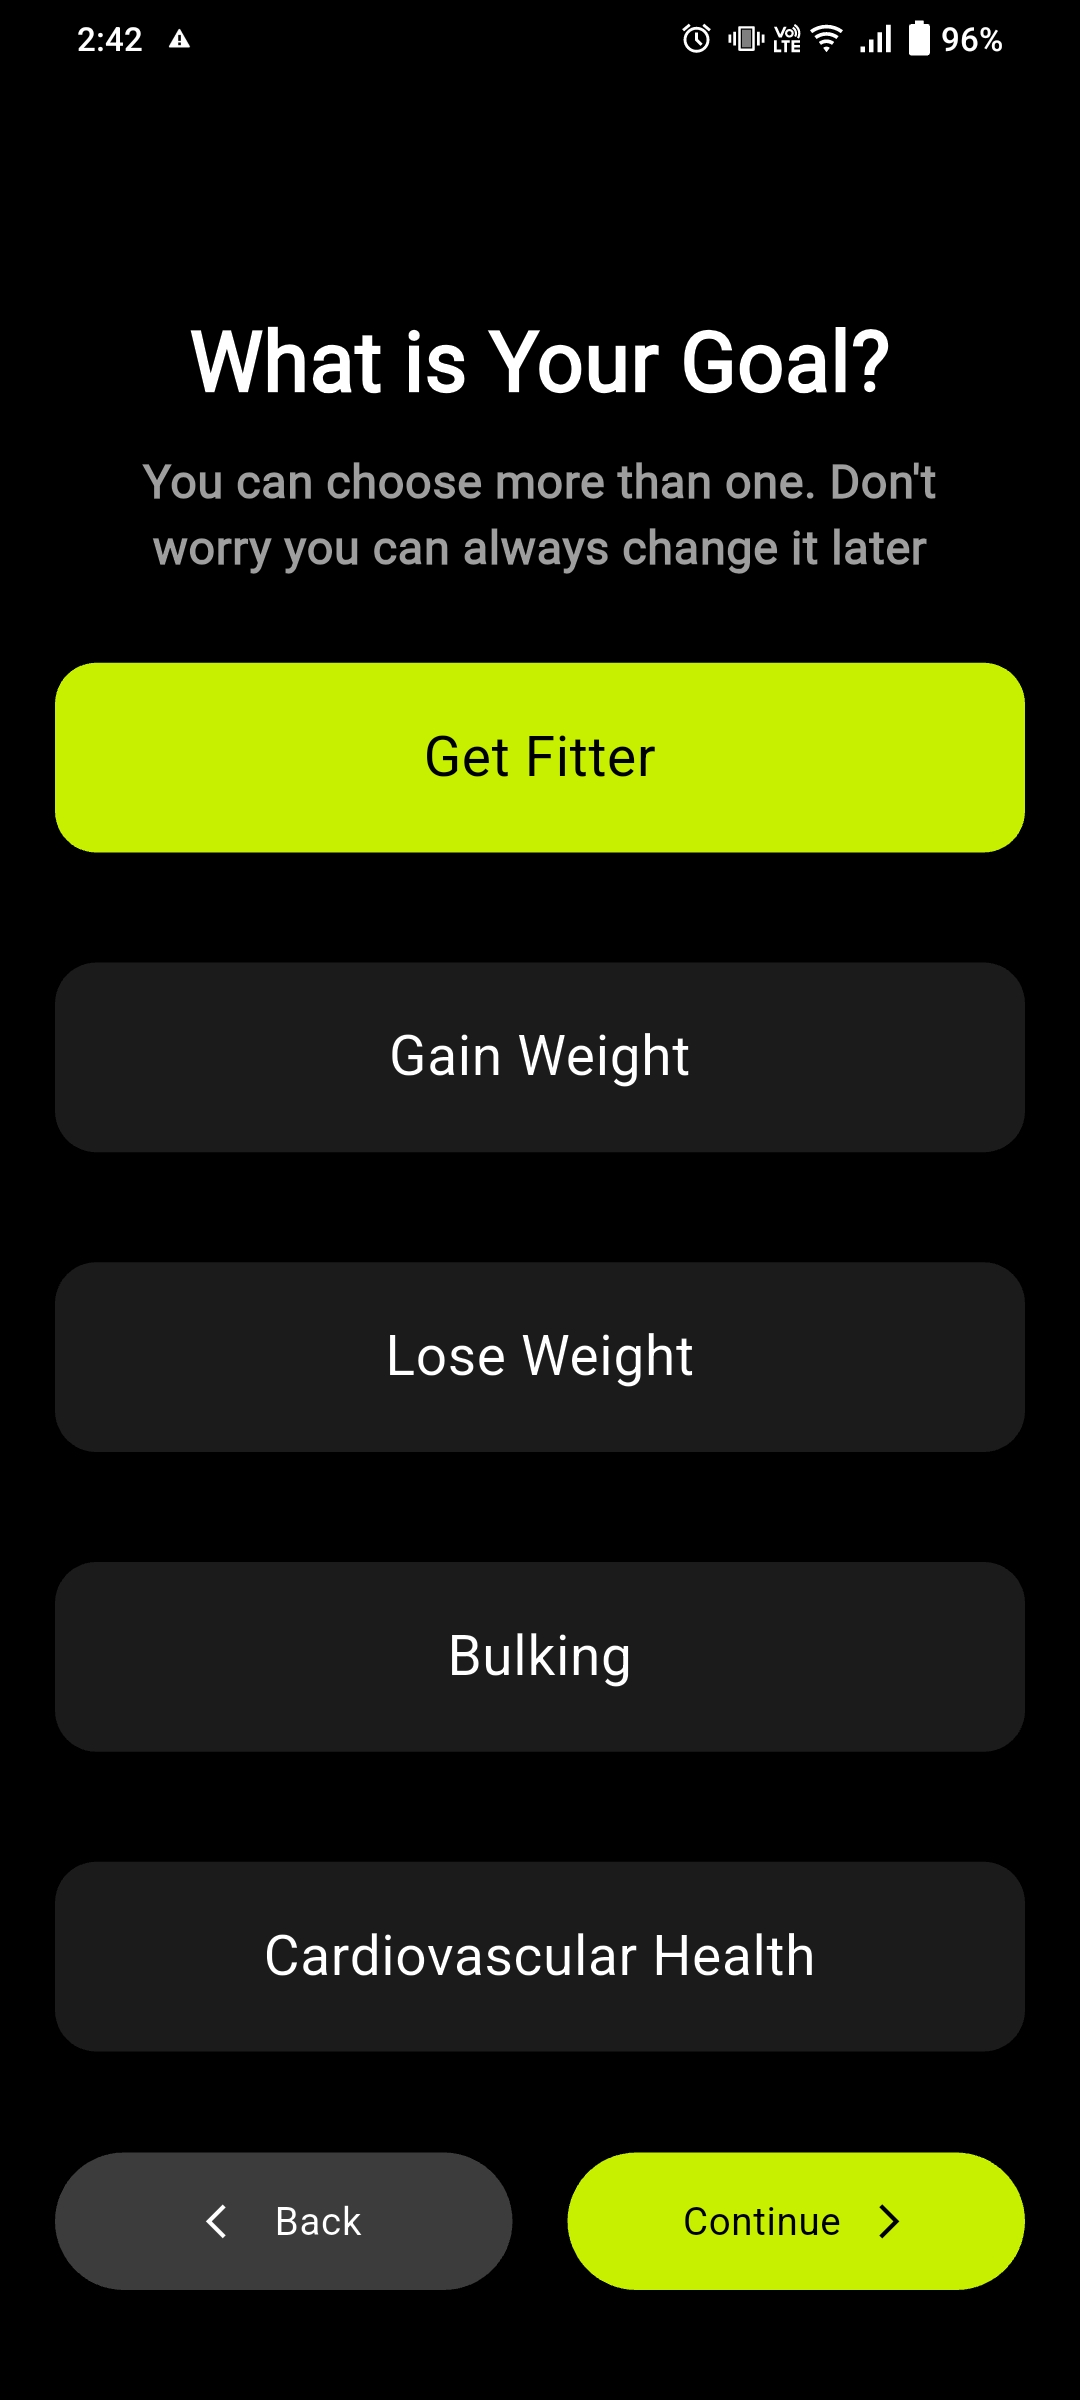 2:42
VoLTE 96%
What is Your Goal?
You can choose more than one. Don't
worry you can always change it later
Get Fitter
Gain Weight
Lose Weight
Bulking
Cardiovascular Health
Back
Continue